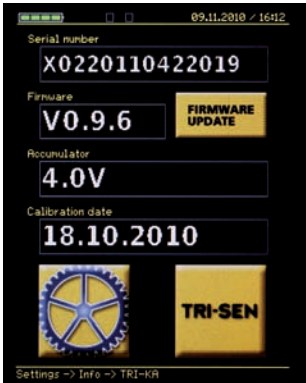 09.11.2010 / 16:12
Serial number
X0220110422019
Firmware
V0.9.6
FIRMWARE
UPDATE
Accumulator
4.0V
Calibration date
18.10.2010
TRI-SEN
Settings -> Info -> TRI-KA